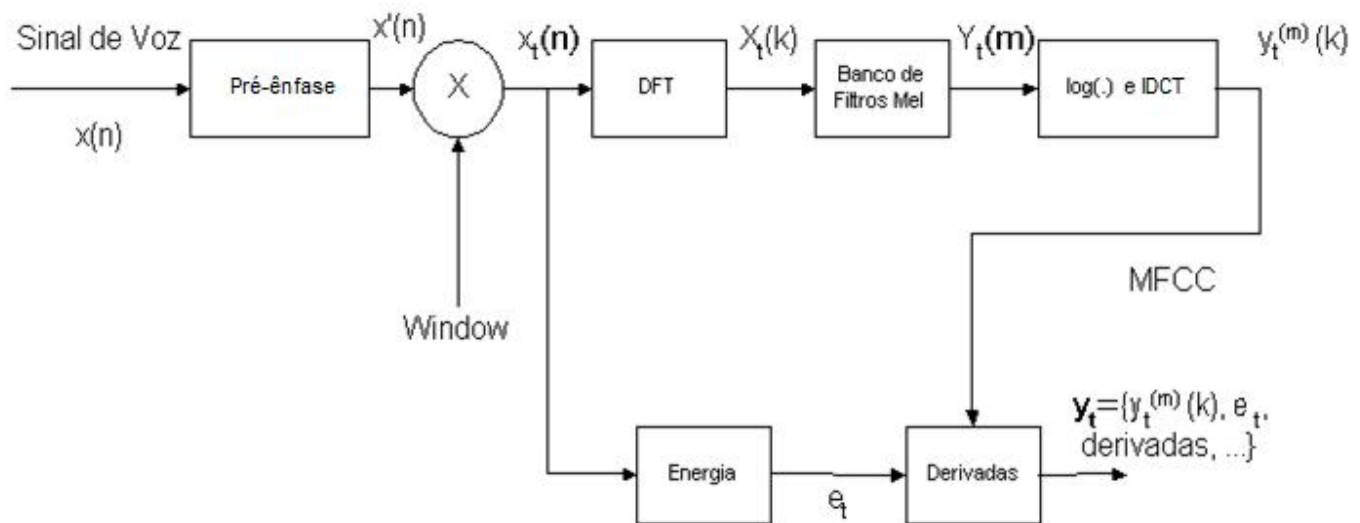 Sinal de Voz
x(n)
Pré-ênfase
x'(n)
X
Window
x_t(n)
DFT
X_t(k)
Banco de
Filtros Mel
Y_t(m)
log(.) e IDCT
y_t^(m)(k)
MFCC
Energia
e_t
Derivadas
y_t={y_t^(m)(k), e_t,
derivadas, ...}